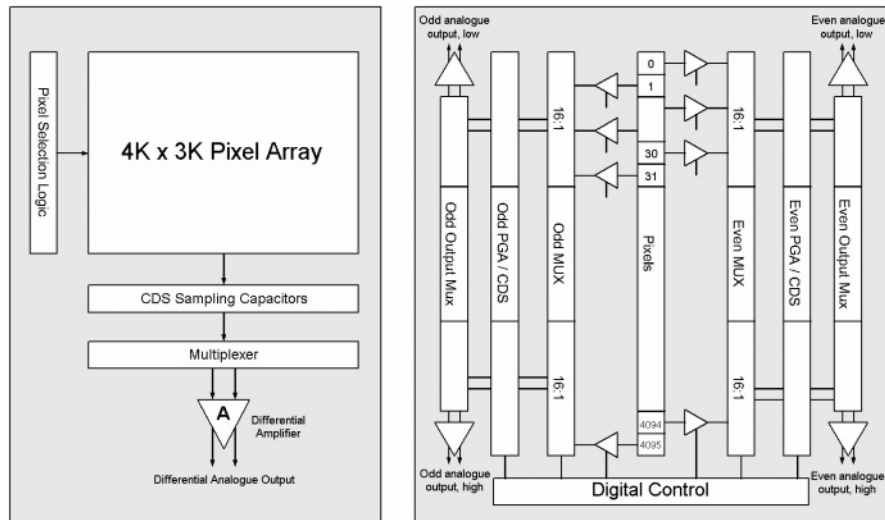 Pixel Selection Logic
4K x 3K Pixel Array
CDS Sampling Capacitors
Multiplexer
A
Differential
Amplifier
Differential Analogue Output
Odd analogue
output, low
Even analogue
output, low
0
1
30
31
16:1
16:1
Odd Output Mux
Odd PGA / CDS
Odd MUX
Pixels
Even MUX
Even PGA / CDS
Even Output Mux
16:1
16:1
4094
4095
Odd analogue
output, high
Even analogue
output, high
Digital Control